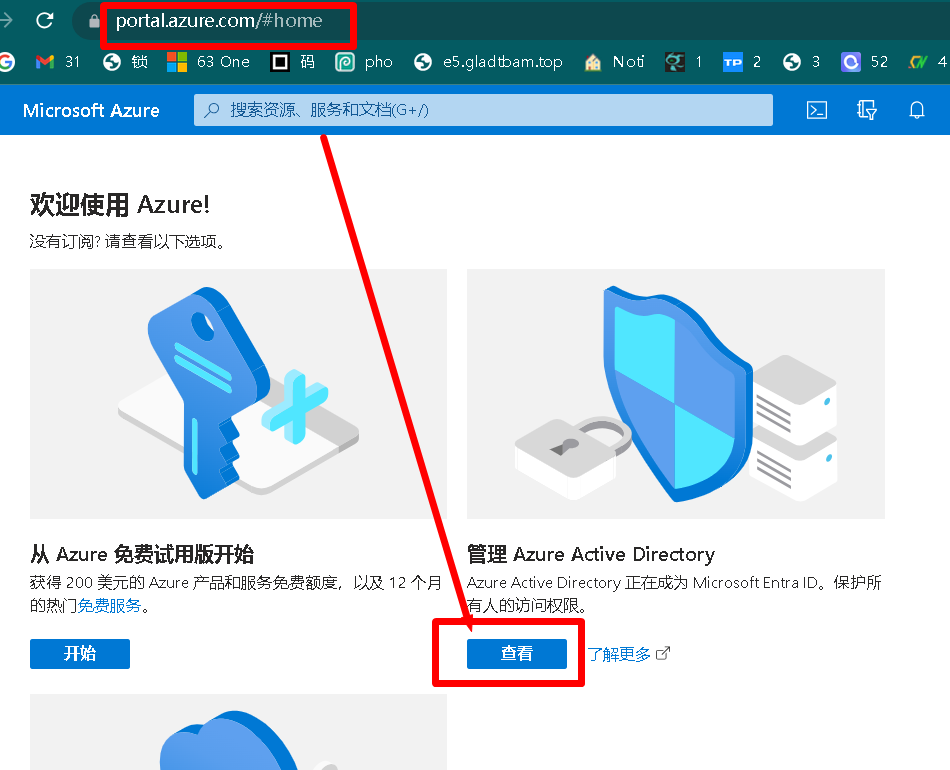 portal.azure.com/#home
31 锁 63 One 码 pho e5.gladtbam.top Noti 1 TP 2 3 52 4
Microsoft Azure 搜索资源、服务和文档(G+/)
欢迎使用 Azure!
没有订阅? 请查看以下选项。
从 Azure 免费试用版开始
获得 200 美元的 Azure 产品和服务免费额度，以及 12 个月
的热门免费服务。
开始
管理 Azure Active Directory
Azure Active Directory 正在成为 Microsoft Entra ID。保护所
有人的访问权限。
查看 了解更多